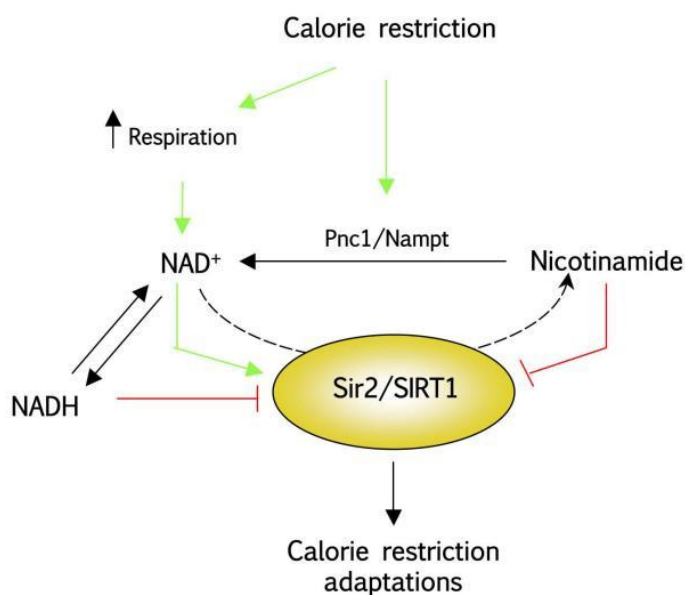 Calorie restriction
Respiration
Pnc1/Nampt
NAD⁺
Nicotinamide
Sir2/SIRT1
NADH
Calorie restriction
adaptations